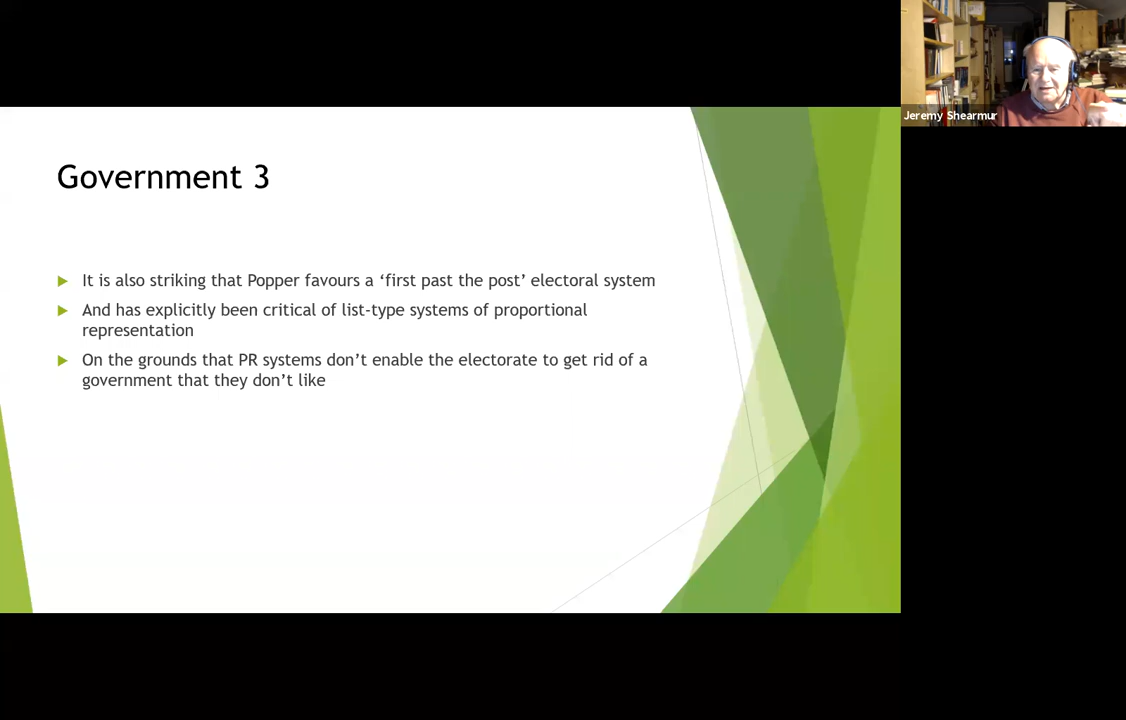 Government 3
It is also striking that Popper favours a ‘first past the post’ electoral system
And has explicitly been critical of list-type systems of proportional
representation
On the grounds that PR systems don’t enable the electorate to get rid of a
government that they don’t like
Jeremy Shearmur